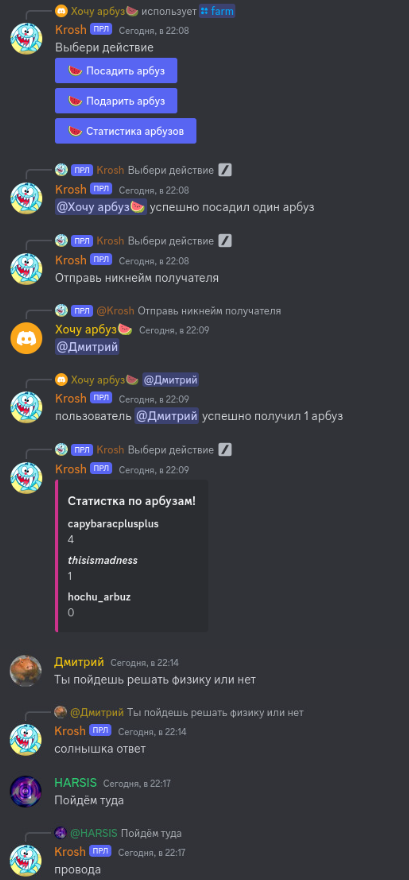 Хочу арбуз🍉 использует farm
Krosh ПРЛ Сегодня, в 22:08
Выбери действие
🍉 Посадить арбуз
🍉 Подарить арбуз
🍉 Статистика арбузов
ПРЛ Krosh Выбери действие
Krosh ПРЛ Сегодня, в 22:08
@Хочу арбуз🍉 успешно посадил один арбуз
ПРЛ Krosh Выбери действие
Krosh ПРЛ Сегодня, в 22:08
Отправь никнейм получателя
ПРЛ @Krosh Отправь никнейм получателя
Хочу арбуз🍉 Сегодня, в 22:09
@Дмитрий
Хочу арбуз🍉 @Дмитрий
Krosh ПРЛ Сегодня, в 22:09
пользователь @Дмитрий успешно получил 1 арбуз
ПРЛ Krosh Выбери действие
Krosh ПРЛ Сегодня, в 22:09
Статистка по арбузам!
capybaracplusplus
4
thisismadness
1
hochu_arbuz
0
Дмитрий Сегодня, в 22:14
Ты пойдешь решать физику или нет
@Дмитрий Ты пойдешь решать физику или нет
Krosh ПРЛ Сегодня, в 22:14
солнышка ответ
HARSIS Сегодня, в 22:17
Пойдём туда
@HARSIS Пойдём туда
Krosh ПРЛ Сегодня, в 22:17
провода